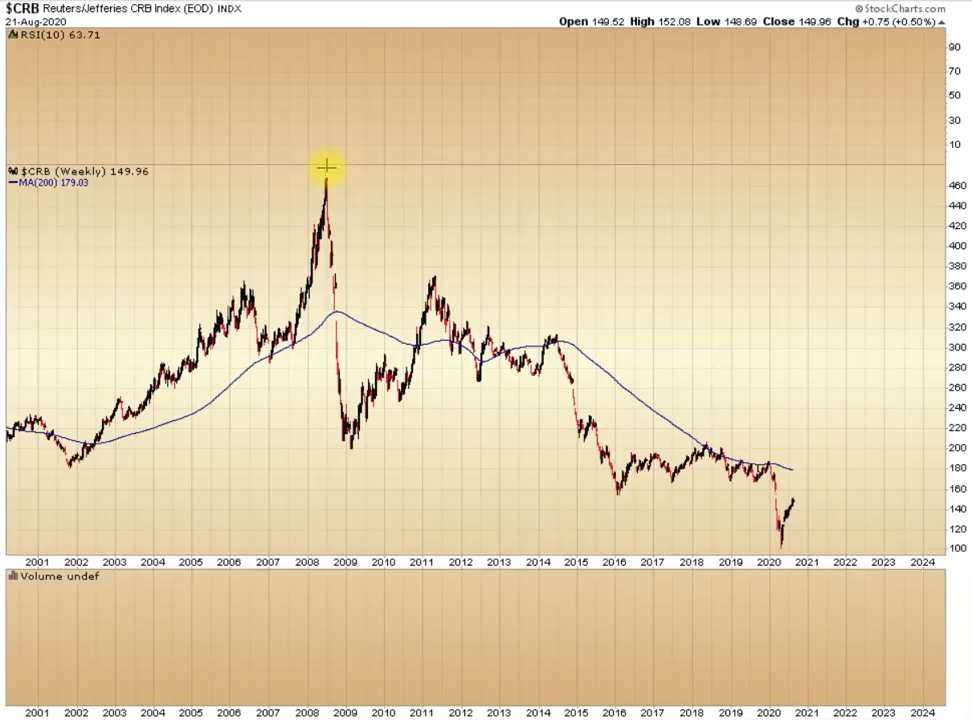 $CRB Reuters/Jefferies CRB Index (EOD) INDX
© StockCharts.com
21-Aug-2020
Open 149.52 High 152.08 Low 148.69 Close 149.96 Chg +0.75 (+0.50%)
RSI(10) 63.71
90
70
50
30
10
$CRB (Weekly) 149.96
MA(200) 179.03
460
440
420
400
380
360
340
320
300
280
260
240
220
200
180
160
140
120
100
2001 2002 2003 2004 2005 2006 2007 2008 2009 2010 2011 2012 2013 2014 2015 2016 2017 2018 2019 2020 2021 2022 2023 2024
Volume undef
2001 2002 2003 2004 2005 2006 2007 2008 2009 2010 2011 2012 2013 2014 2015 2016 2017 2018 2019 2020 2021 2022 2023 2024